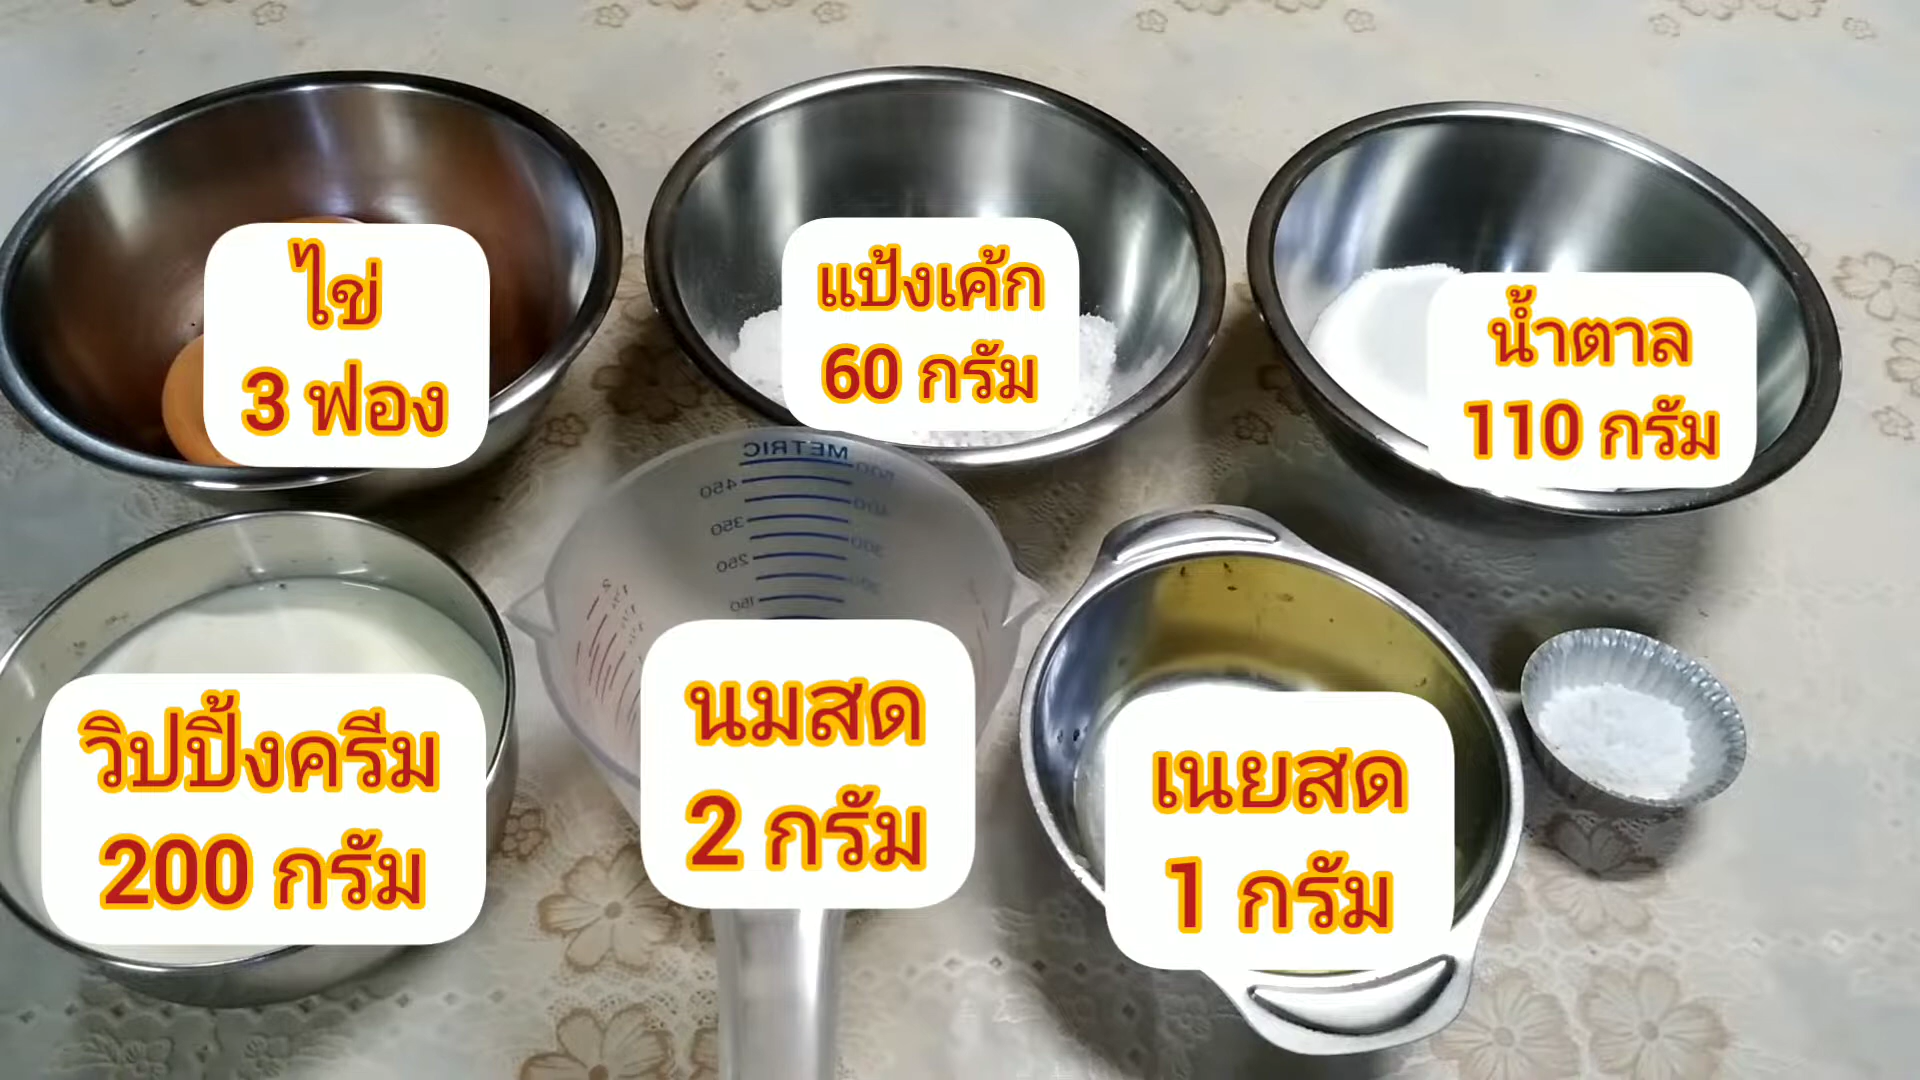 ไข่
3 ฟอง
แป้งเค้ก
60 กรัม
น้ำตาล
110 กรัม
METRIC
450
350
250
150
วิปปิ้งครีม
200 กรัม
นมสด
2 กรัม
เนยสด
1 กรัม